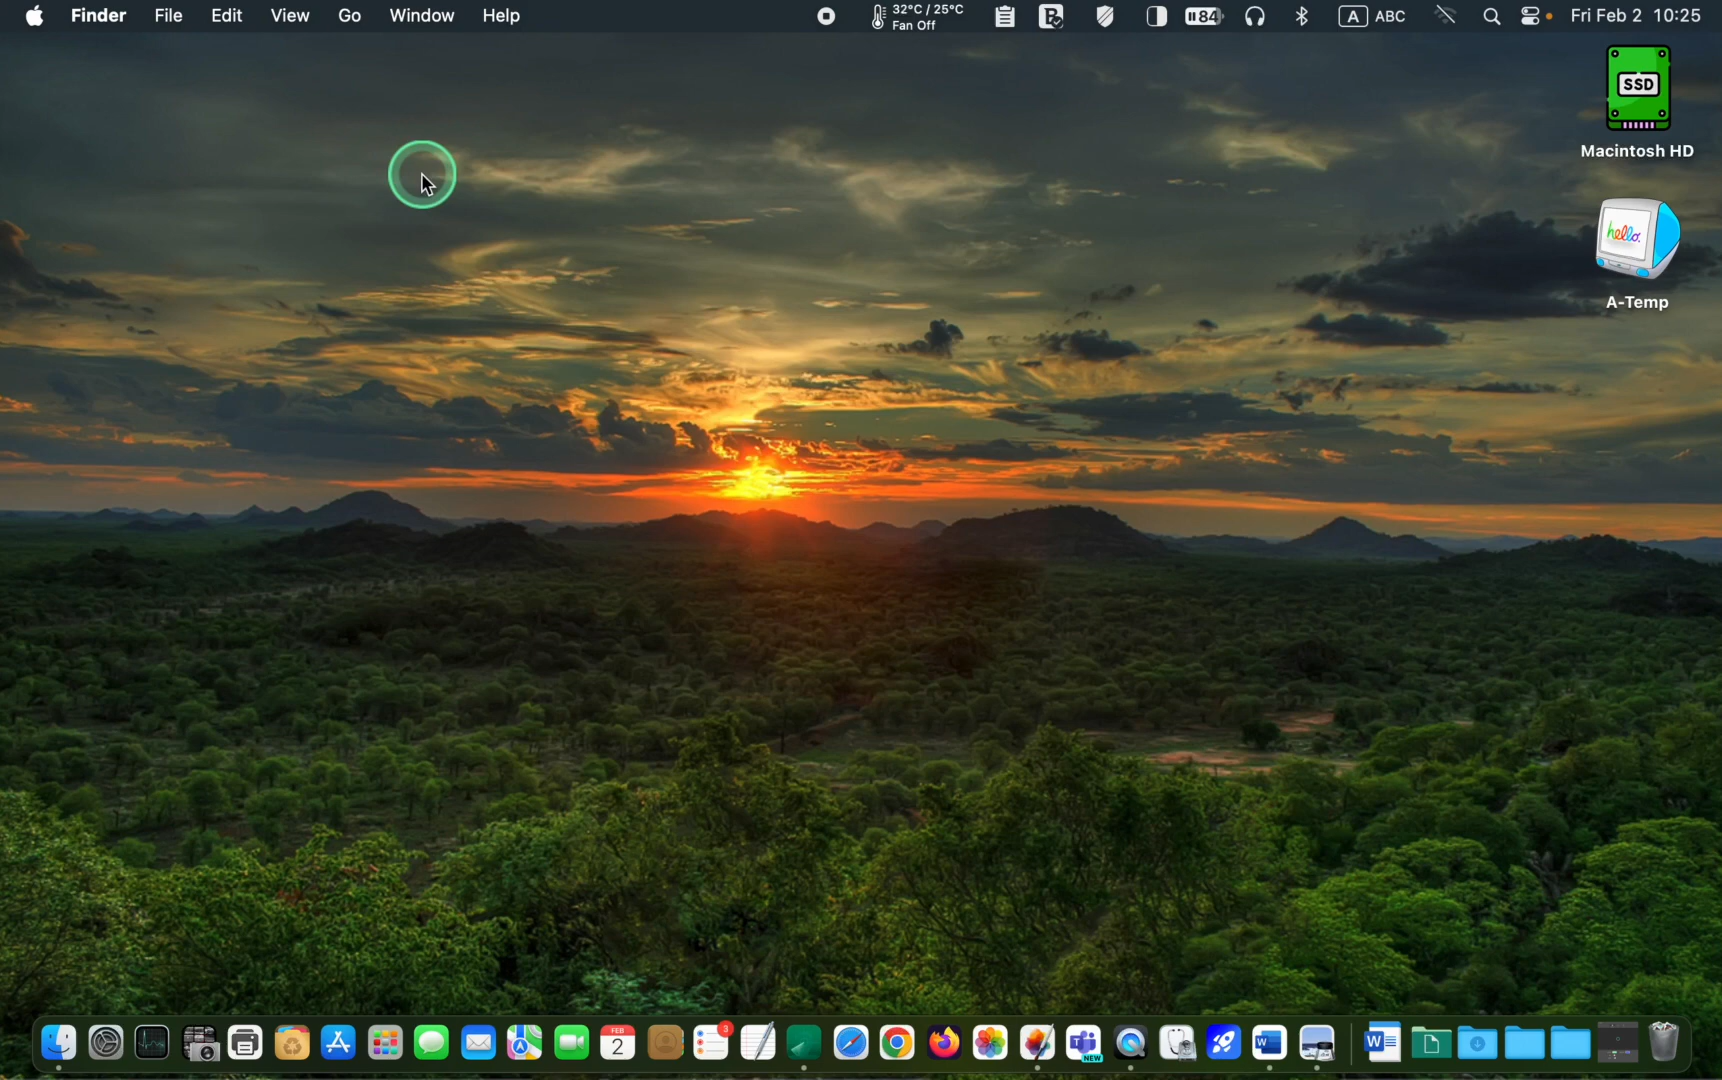 Finder File Edit View Go Window Help 32°C / 25°C Fan Off 84 A ABC Fri Feb 2 10:25
SSD
Macintosh HD
hello.
A-Temp
FEB
2
3
NEW
W
W